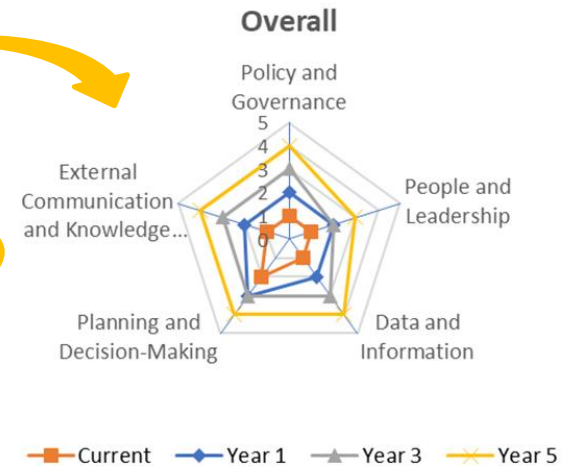 Overall
Policy and
Governance
5
4
3
2
1
0
External
Communication
and Knowledge...
People and
Leadership
Planning and
Decision-Making
Data and
Information
Current Year 1 Year 3 Year 5